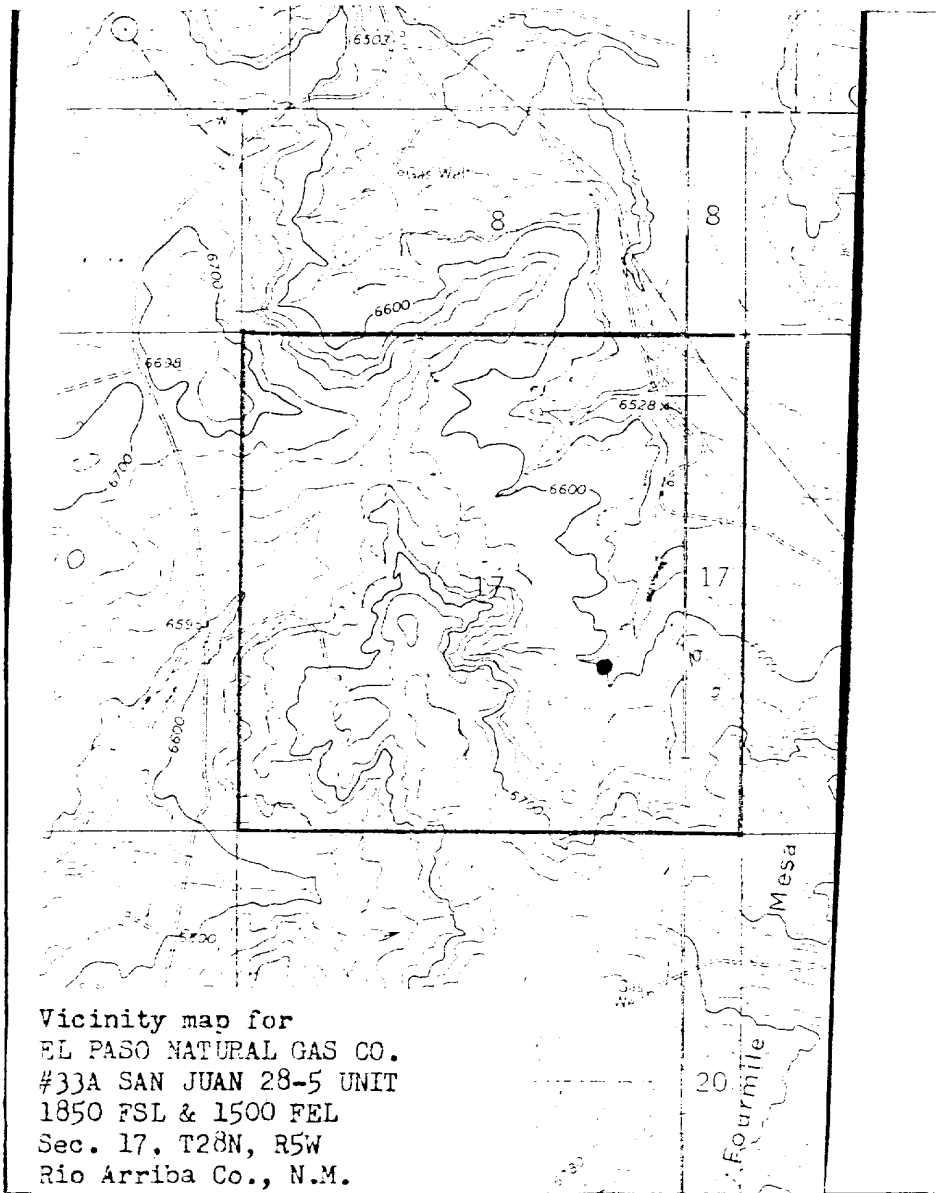 6503
Gas Well
8
8
6700
6600
6698
6528
6700
6600
17
17
6595
6600
Mesa
Fourmile
20
Vicinity map for
EL PASO NATURAL GAS CO.
#33A SAN JUAN 28-5 UNIT
1850 FSL & 1500 FEL
Sec. 17, T28N, R5W
Rio Arriba Co., N.M.